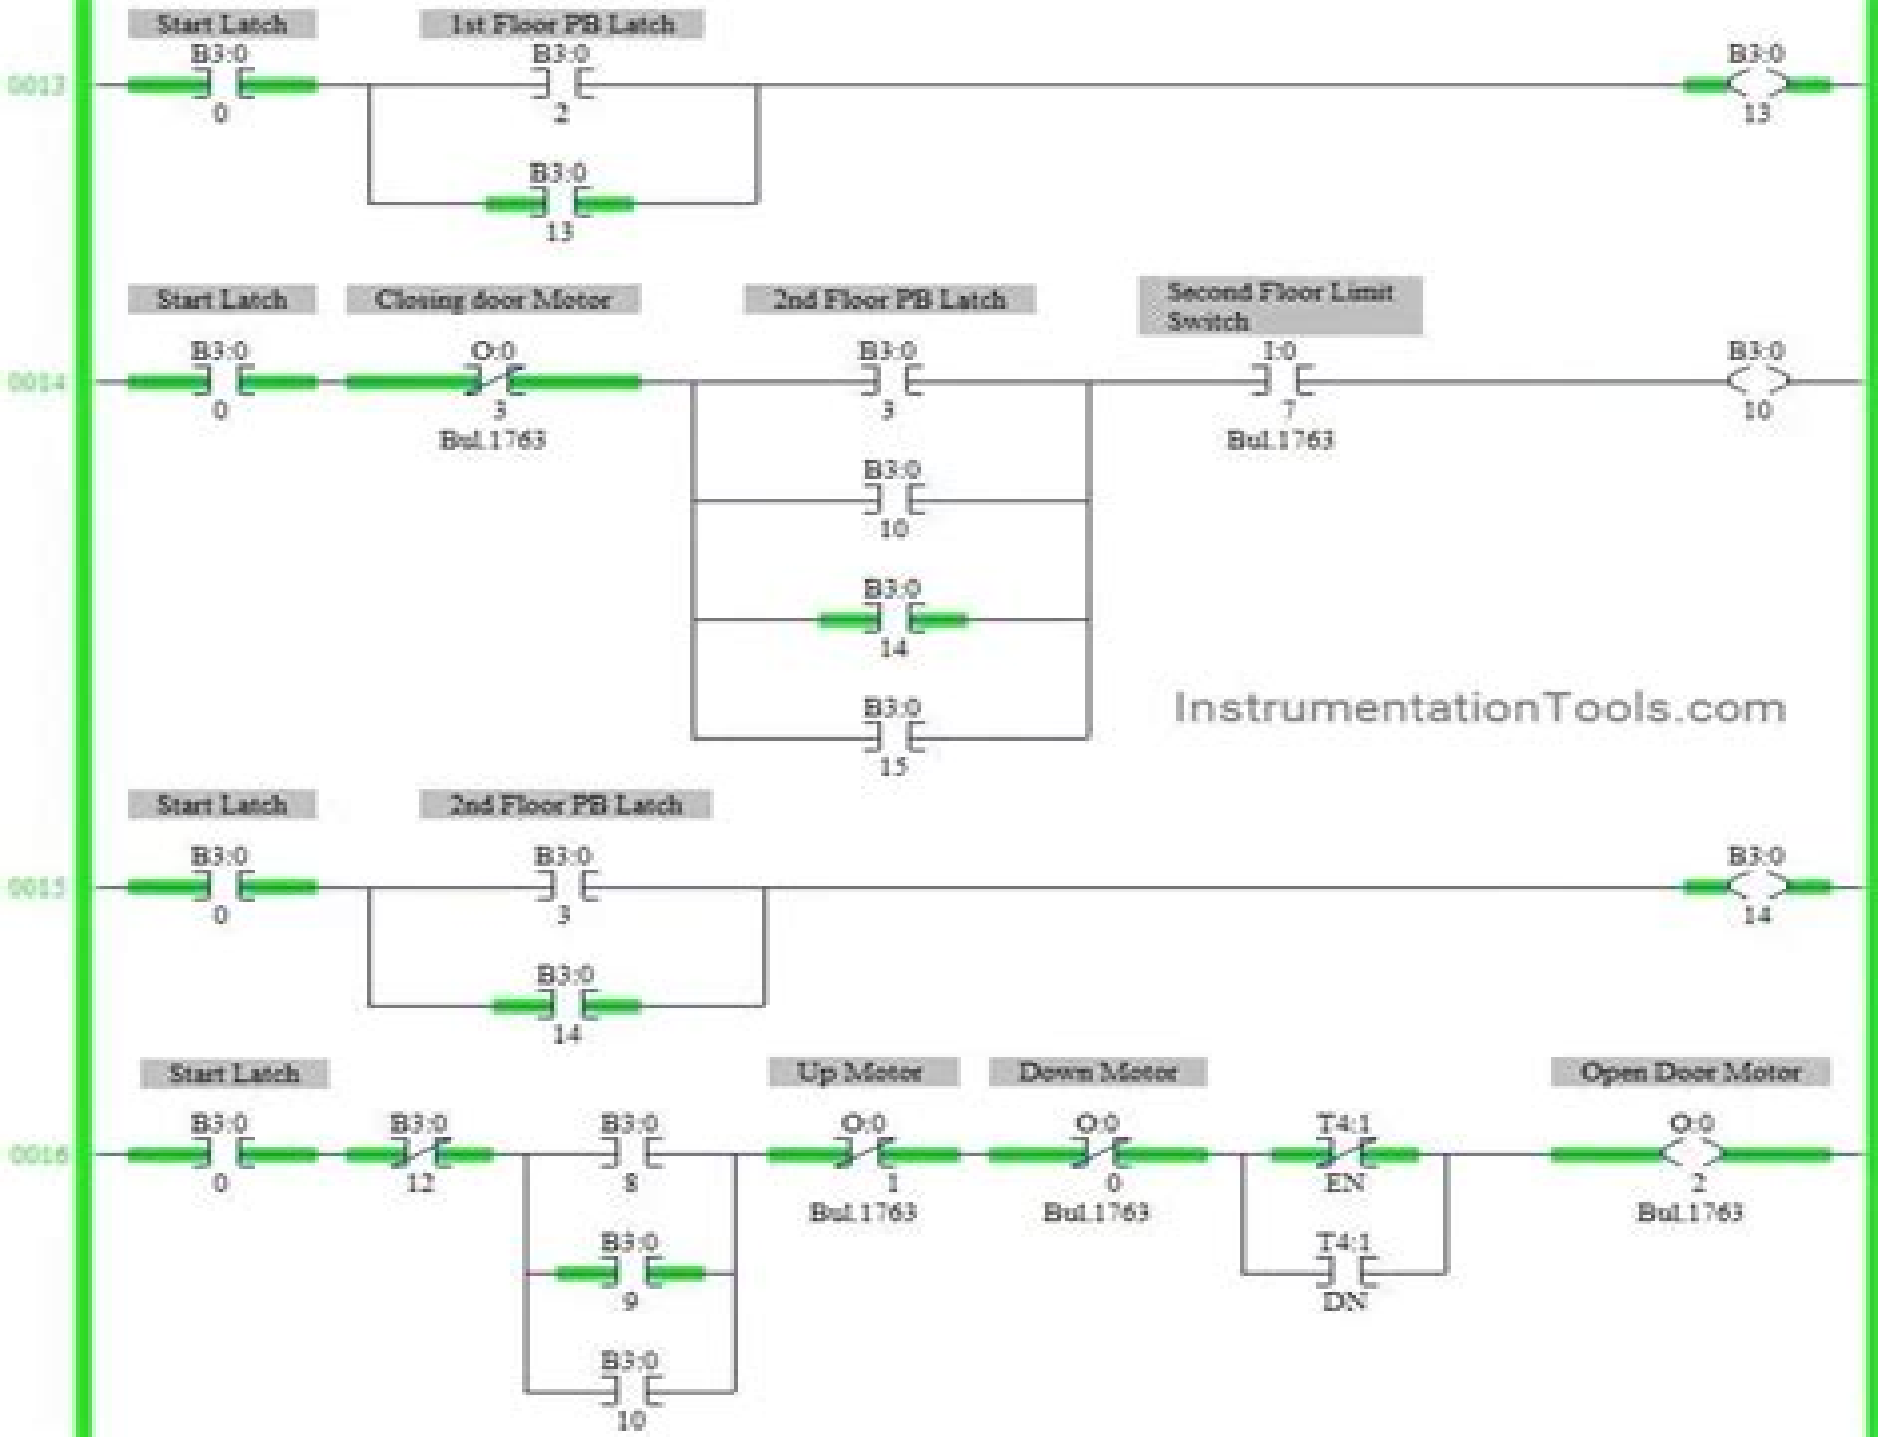 Start Latch 1st Floor PB Latch
B3:0 B3:0 B3:0
0013
0 2 13
B3:0
13
Start Latch Closing door Motor 2nd Floor PB Latch Second Floor Limit
Switch
B3:0 O:0 B3:0 I:0 B3:0
0014
0 3 3 7 10
Bul.1763 Bul.1763
B3:0
10
B3:0
14
InstrumentationTools.com
B3:0
15
Start Latch 2nd Floor PB Latch
B3:0 B3:0 B3:0
0015
0 3 14
B3:0
14
Start Latch Up Motor Down Motor Open Door Motor
B3:0 B3:0 B3:0 O:0 O:0 T4:1 O:0
0016
0 12 8 1 0 EN 2
Bul.1763 Bul.1763 Bul.1763
B3:0 T4:1
9 DN
B3:0
10